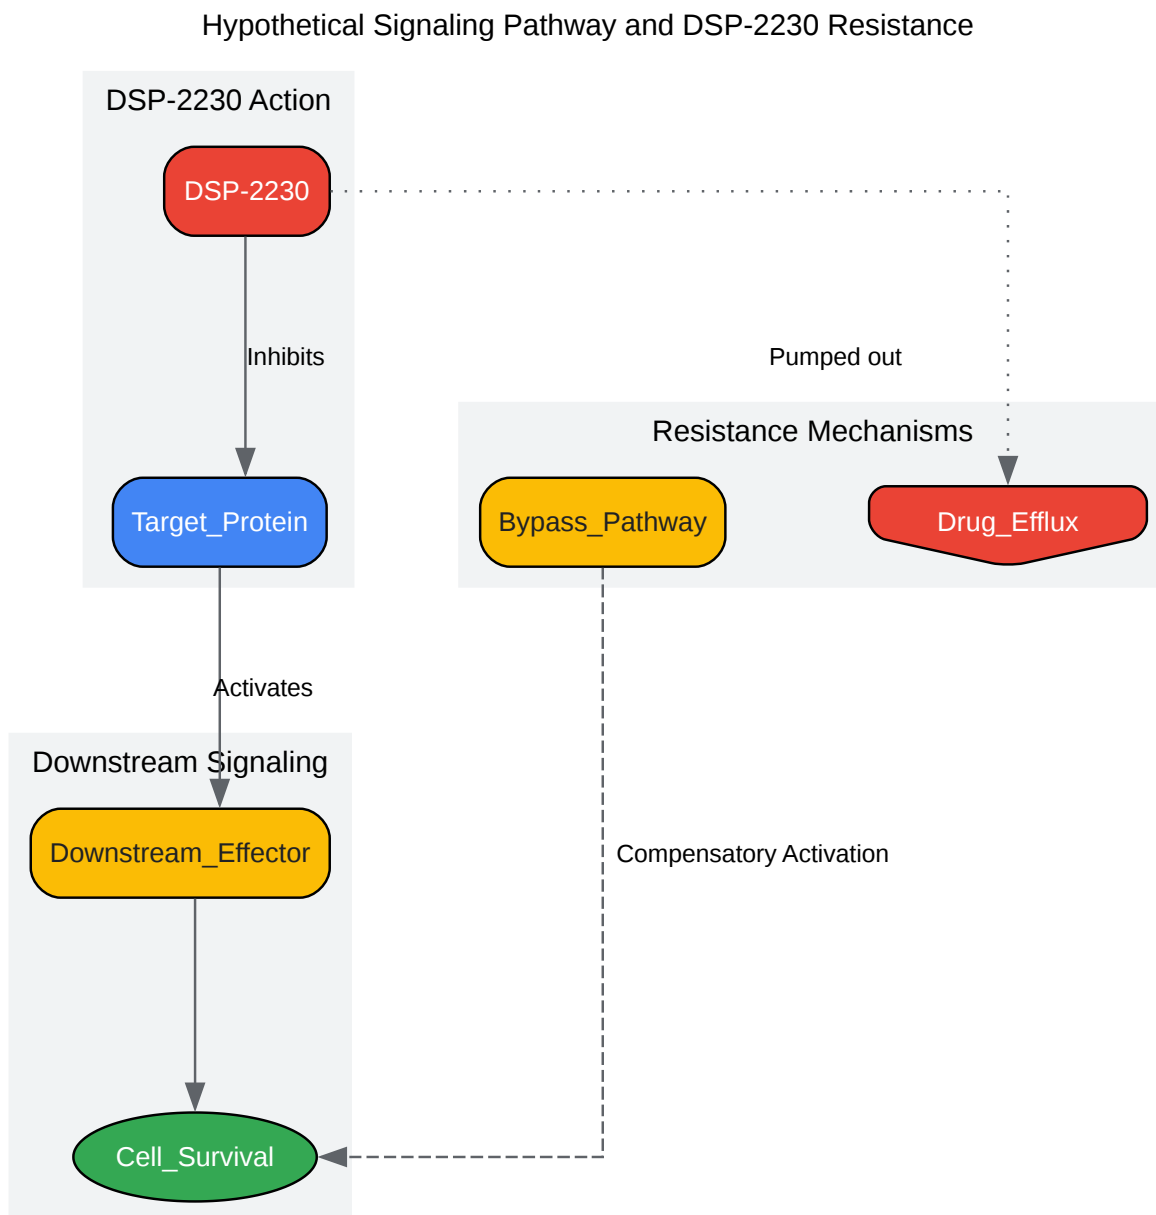 Hypothetical Signaling Pathway and DSP-2230 Resistance
DSP-2230 Action
DSP-2230
Inhibits
Pumped out
Resistance Mechanisms
Target_Protein
Bypass_Pathway
Drug_Efflux
Activates
Downstream Signaling
Downstream_Effector
Compensatory Activation
Cell_Survival